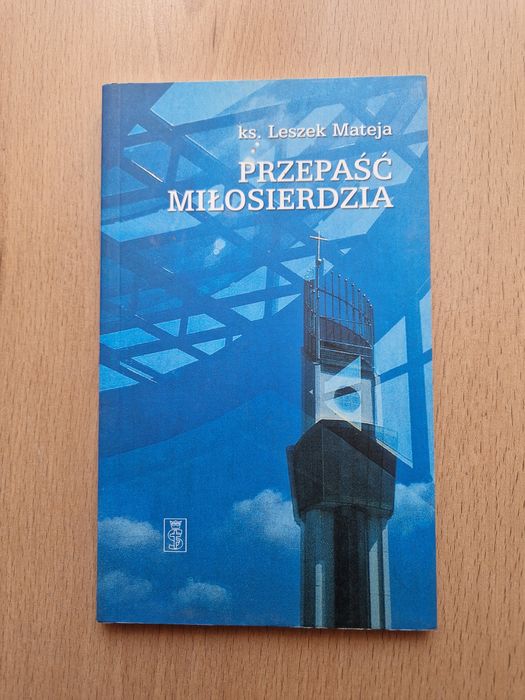 ks. Leszek Mateja
PRZEPAŚĆ
MIŁOSIERDZIA